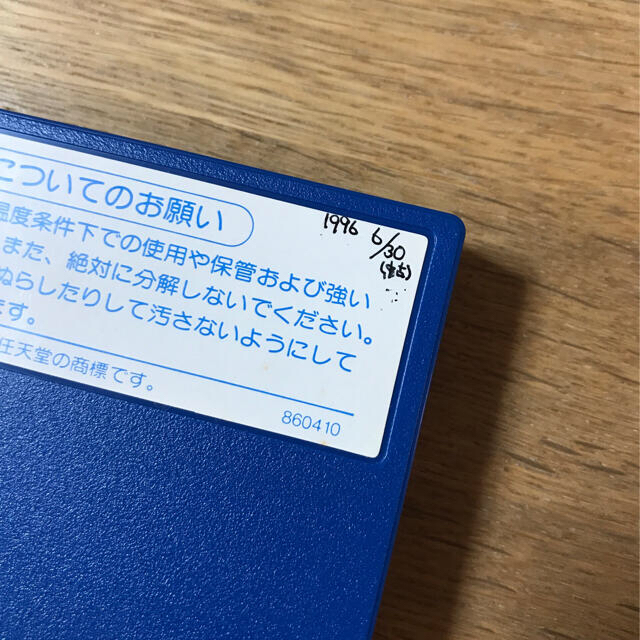 についてのお願い
1996 6/30
温度条件下での使用や保管および強い
また、絶対に分解しないでください。
ぬらしたりして汚さないようにして
ます。
任天堂の商標です。
860410